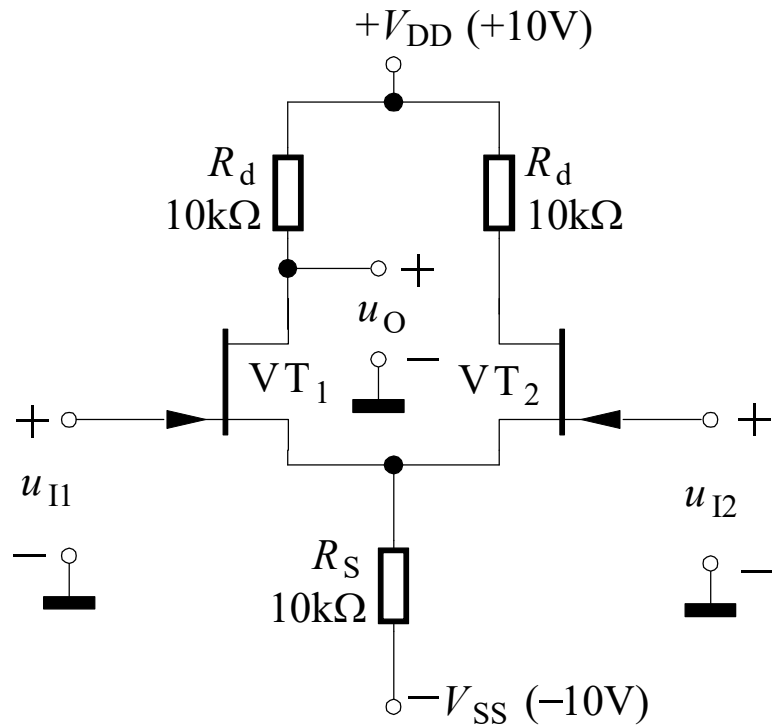 +V_DD (+10V)
R_d
10kΩ
R_d
10kΩ
+
u_O
−
VT_1
VT_2
+
u_I1
−
+
u_I2
−
R_S
10kΩ
−V_SS (−10V)